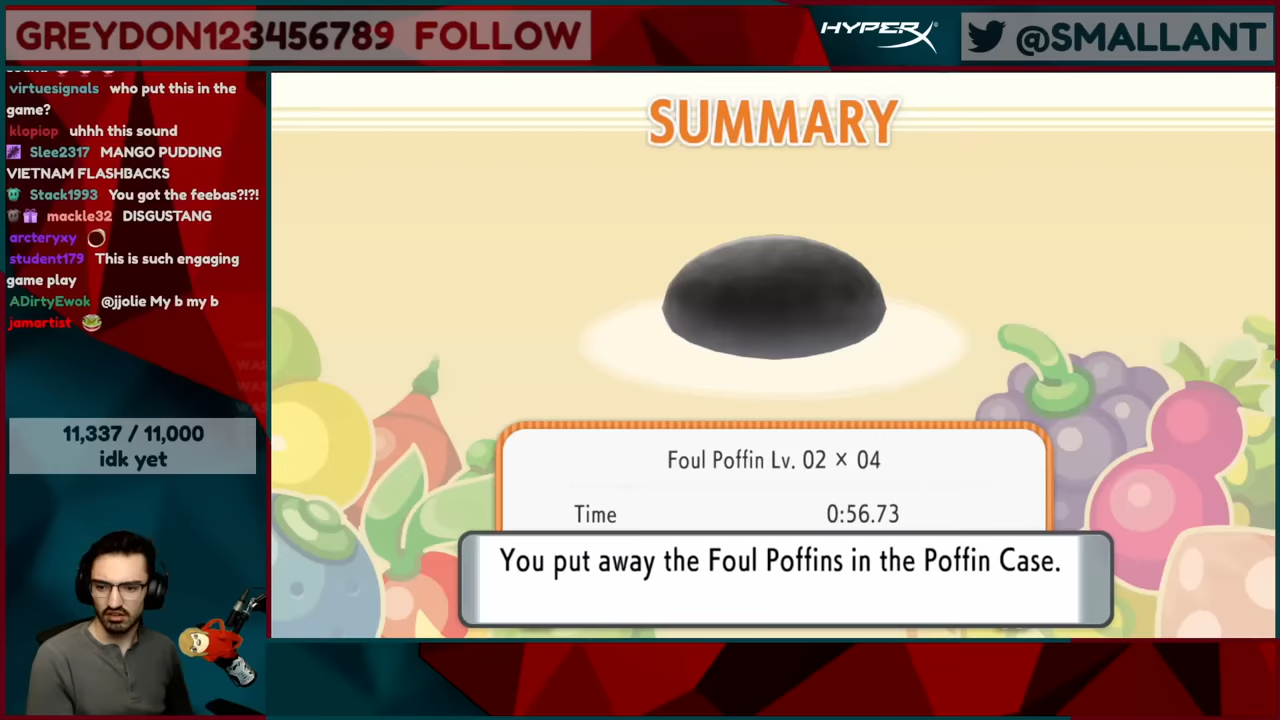 GREYDON123456789 FOLLOW
HYPERX
@SMALLANT
virtuesignals who put this in the
game?
klopiop uhhh this sound
Slee2317 MANGO PUDDING
VIETNAM FLASHBACKS
Stack1993 You got the feebas?!?!
mackle32 DISGUSTANG
arcteryxy
student179 This is such engaging
game play
ADirtyEwok @jjolie My b my b
jamartist
11,337 / 11,000
idk yet
SUMMARY
Foul Poffin Lv. 02 × 04
Time 0:56.73
You put away the Foul Poffins in the Poffin Case.